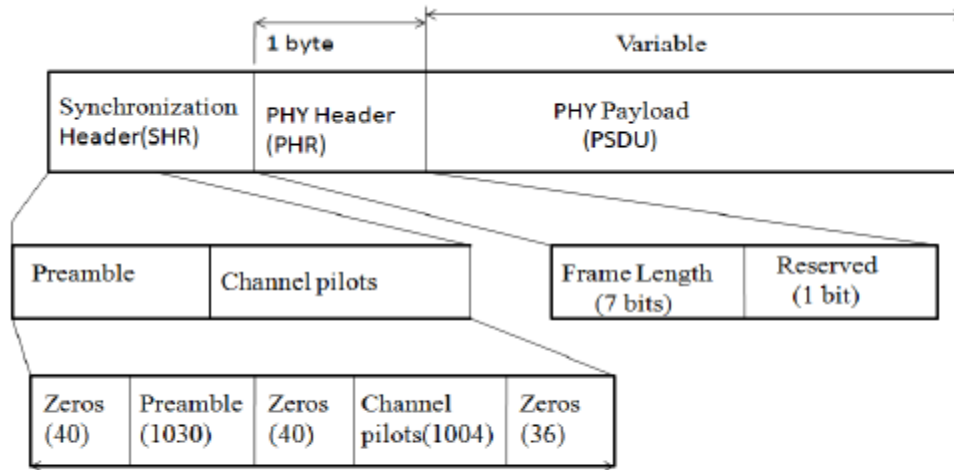 1 byte
Variable
Synchronization
Header(SHR)
PHY Header
(PHR)
PHY Payload
(PSDU)
Preamble
Channel pilots
Frame Length
(7 bits)
Reserved
(1 bit)
Zeros
(40)
Preamble
(1030)
Zeros
(40)
Channel
pilots(1004)
Zeros
(36)